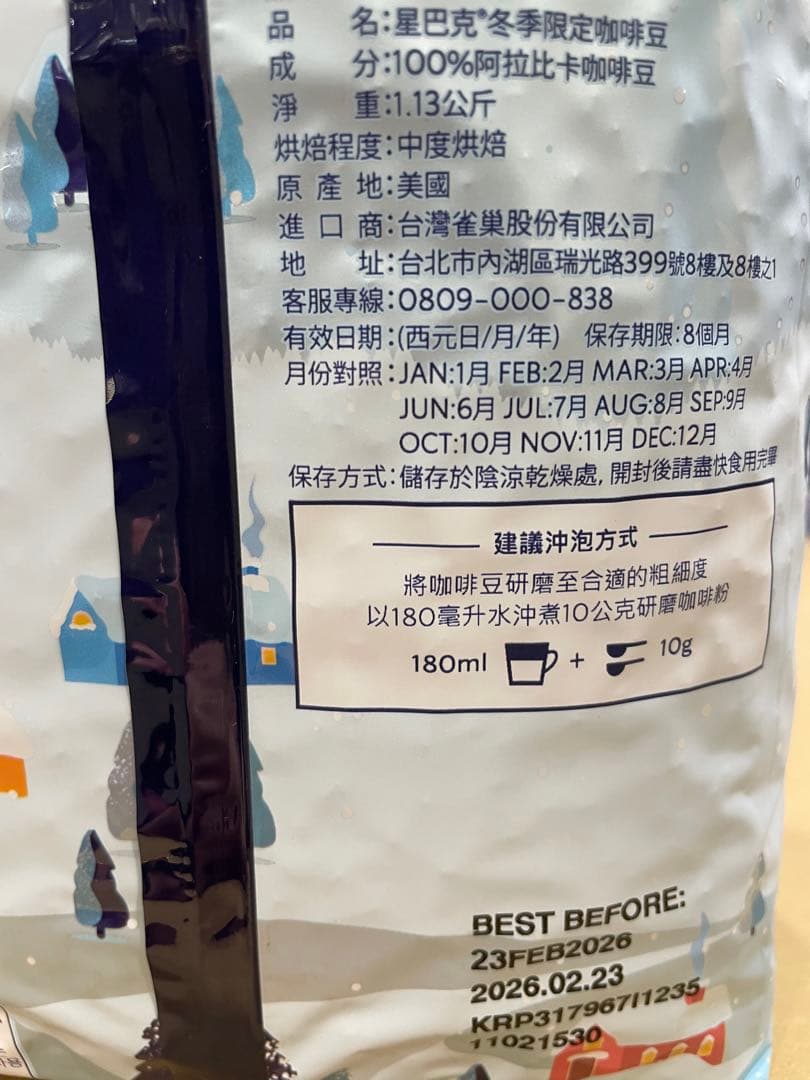 品名:星巴克®冬季限定咖啡豆
成分:100%阿拉比卡咖啡豆
淨重:1.13公斤
烘焙程度:中度烘焙
原產地:美國
進口商:台灣雀巢股份有限公司
地址:台北市內湖區瑞光路399號8樓及8樓之1
客服專線:0809-000-838
有效日期:(西元日/月/年) 保存期限:8個月
月份對照:JAN:1月 FEB:2月 MAR:3月 APR:4月
JUN:6月 JUL:7月 AUG:8月 SEP:9月
OCT:10月 NOV:11月 DEC:12月
保存方式:儲存於陰涼乾燥處, 開封後請盡快食用完畢
建議沖泡方式
將咖啡豆研磨至合適的粗細度
以180毫升水沖煮10公克研磨咖啡粉
180ml + 10g
BEST BEFORE:
23FEB2026
2026.02.23
KRP317967I1235
11021530